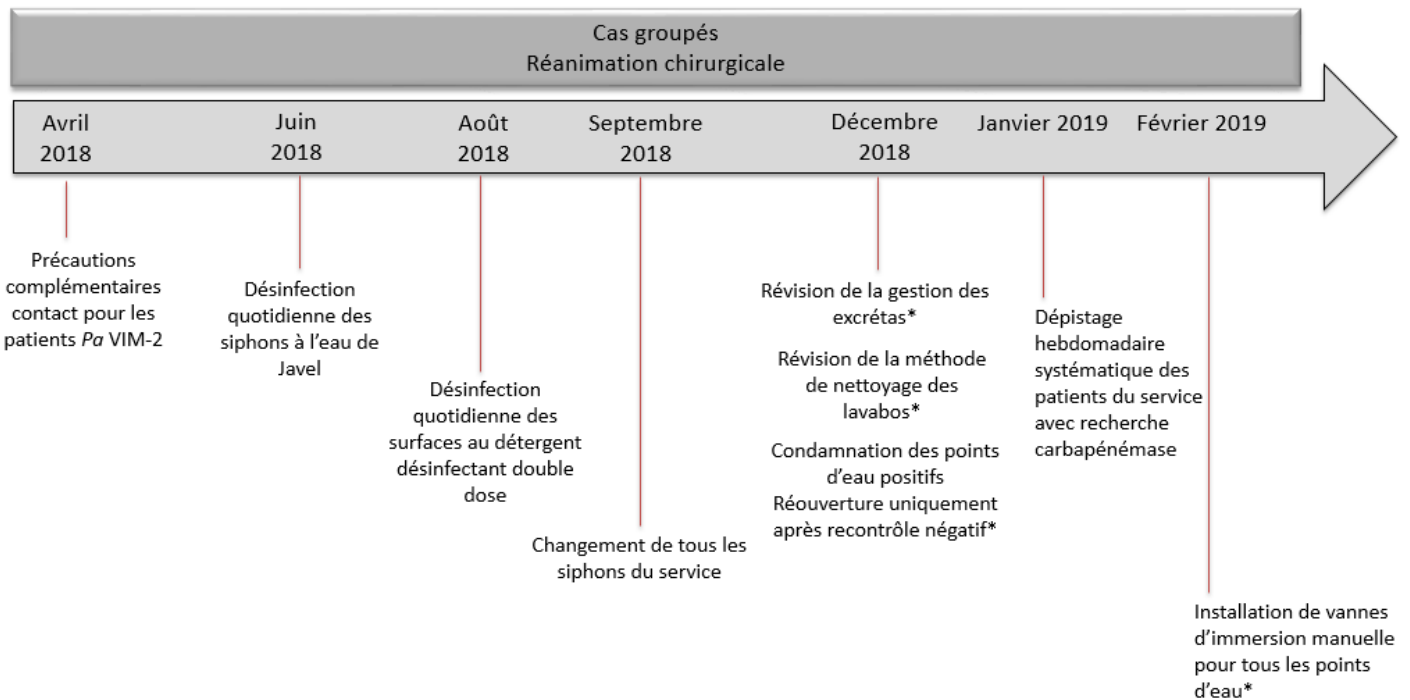 Cas groupés
Réanimation chirurgicale
Avril
2018
Juin
2018
Août
2018
Septembre
2018
Décembre
2018
Janvier 2019
Février 2019
Précautions
complémentaires
contact pour les
patients Pa VIM-2
Désinfection
quotidienne des
siphons à l’eau de
Javel
Désinfection
quotidienne des
surfaces au détergent
désinfectant double
dose
Changement de tous les
siphons du service
Révision de la gestion des
excrétas*
Révision de la méthode
de nettoyage des
lavabos*
Condamnation des points
d’eau positifs
Réouverture uniquement
après recontrôle négatif*
Dépistage
hebdomadaire
systématique des
patients du service
avec recherche
carbapénémase
Installation de vannes
d’immersion manuelle
pour tous les points
d’eau*